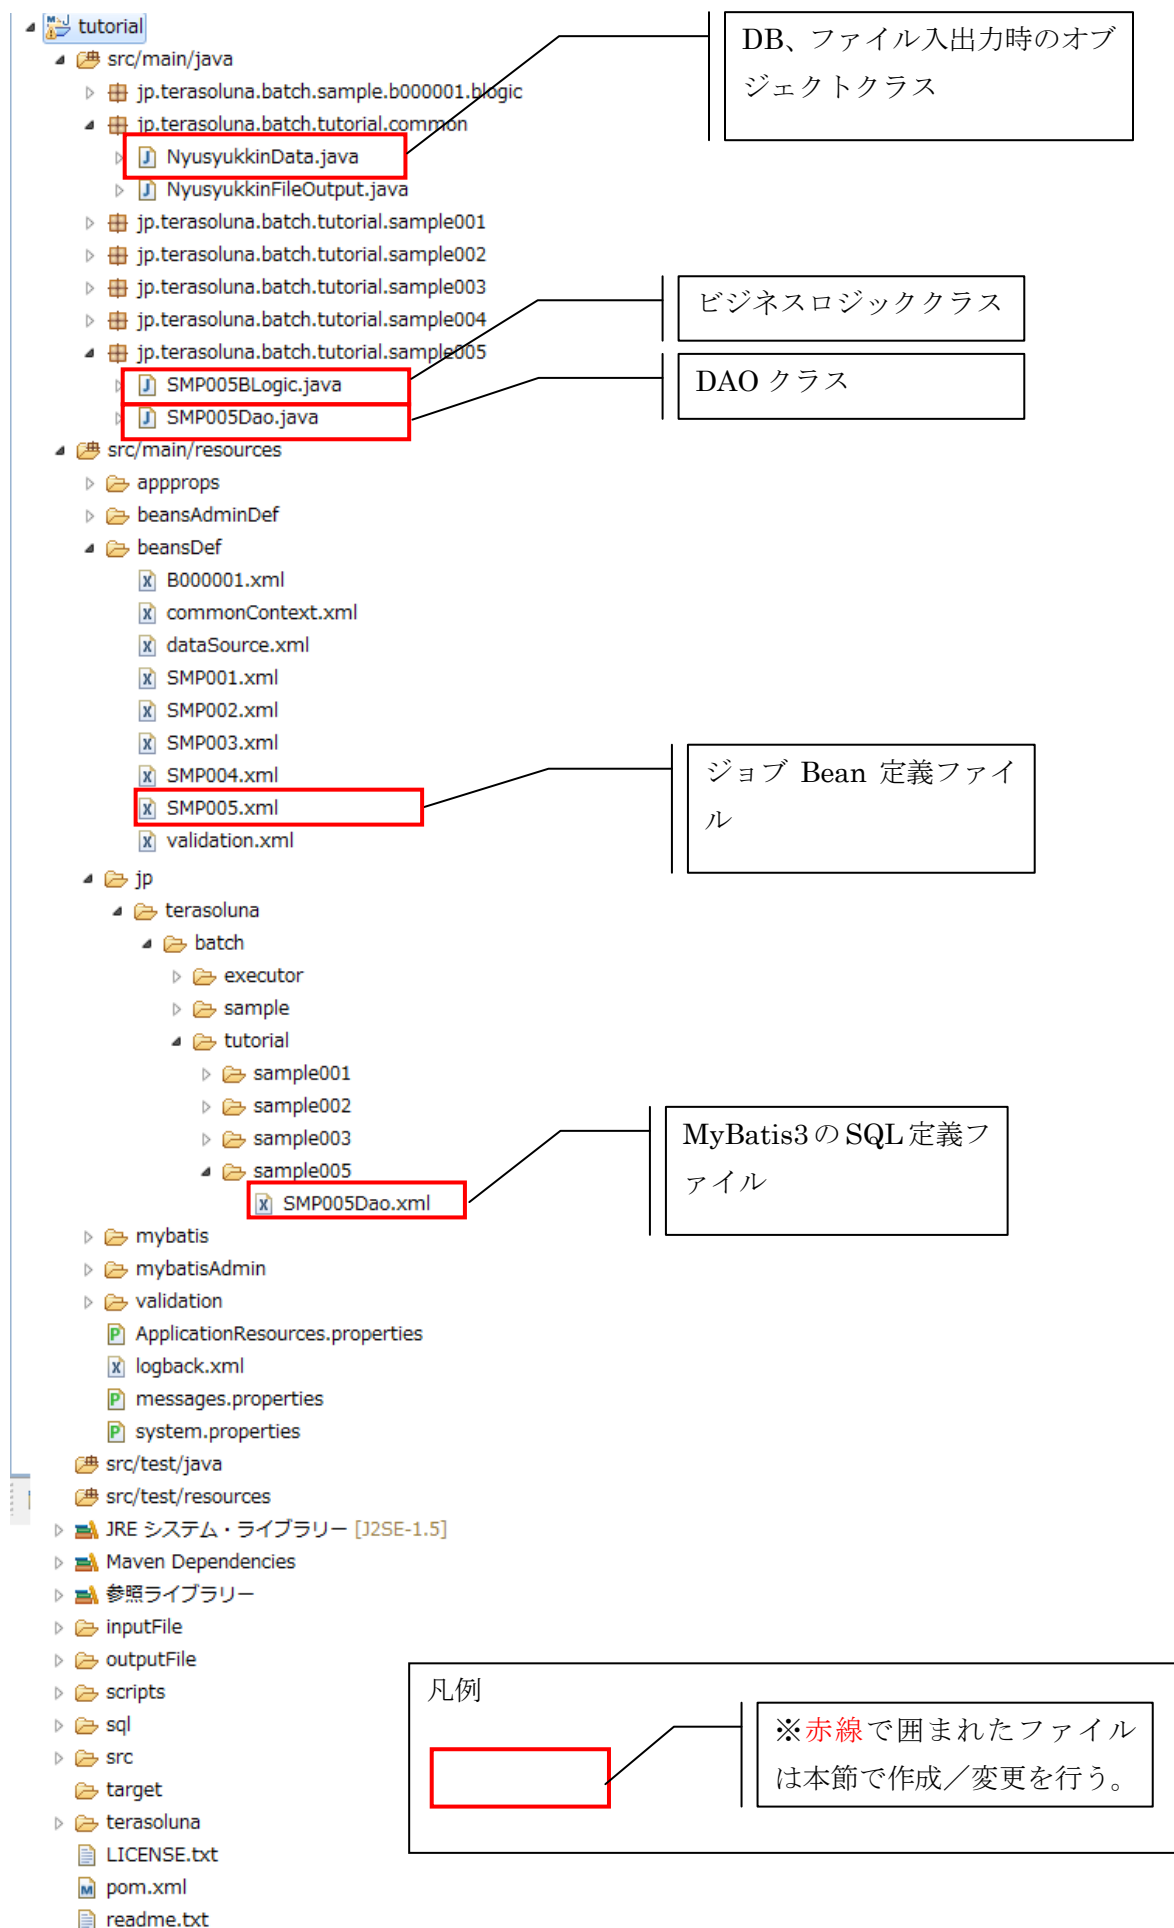 tutorial
src/main/java
jp.terasoluna.batch.sample.b000001.blogic
jp.terasoluna.batch.tutorial.common
NyusyukkinData.java
NyusyukkinFileOutput.java
jp.terasoluna.batch.tutorial.sample001
jp.terasoluna.batch.tutorial.sample002
jp.terasoluna.batch.tutorial.sample003
jp.terasoluna.batch.tutorial.sample004
jp.terasoluna.batch.tutorial.sample005
SMP005BLogic.java
SMP005Dao.java
src/main/resources
appprops
beansAdminDef
beansDef
B000001.xml
commonContext.xml
dataSource.xml
SMP001.xml
SMP002.xml
SMP003.xml
SMP004.xml
SMP005.xml
validation.xml
jp
terasoluna
batch
executor
sample
tutorial
sample001
sample002
sample003
sample005
SMP005Dao.xml
mybatis
mybatisAdmin
validation
ApplicationResources.properties
logback.xml
messages.properties
system.properties
src/test/java
src/test/resources
JRE システム・ライブラリー [J2SE-1.5]
Maven Dependencies
参照ライブラリー
inputFile
outputFile
scripts
sql
src
target
terasoluna
LICENSE.txt
pom.xml
readme.txt
DB、ファイル入出力時のオブ
ジェクトクラス
ビジネスロジッククラス
DAO クラス
ジョブ Bean 定義ファイ
ル
MyBatis3 の SQL 定義フ
ァイル
凡例
※赤線で囲まれたファイル
は本節で作成／変更を行う。